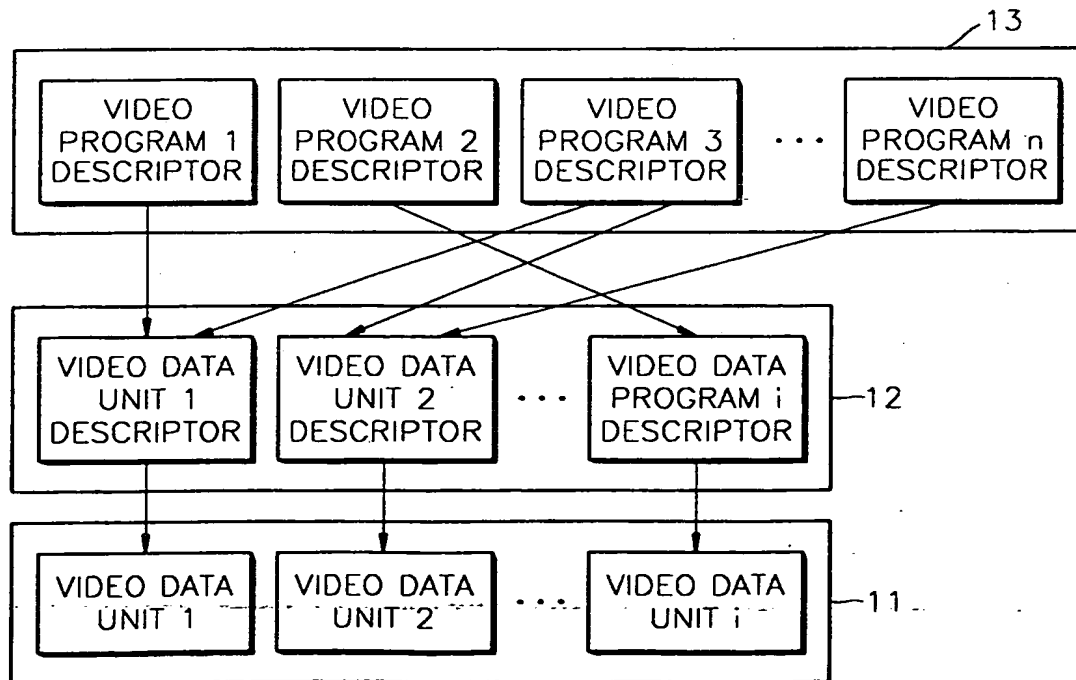 13
VIDEO
PROGRAM 1
DESCRIPTOR
VIDEO
PROGRAM 2
DESCRIPTOR
VIDEO
PROGRAM 3
DESCRIPTOR
...
VIDEO
PROGRAM n
DESCRIPTOR
VIDEO DATA
UNIT 1
DESCRIPTOR
VIDEO DATA
UNIT 2
DESCRIPTOR
...
VIDEO DATA
PROGRAM i
DESCRIPTOR
12
VIDEO DATA
UNIT 1
VIDEO DATA
UNIT 2
...
VIDEO DATA
UNIT i
11